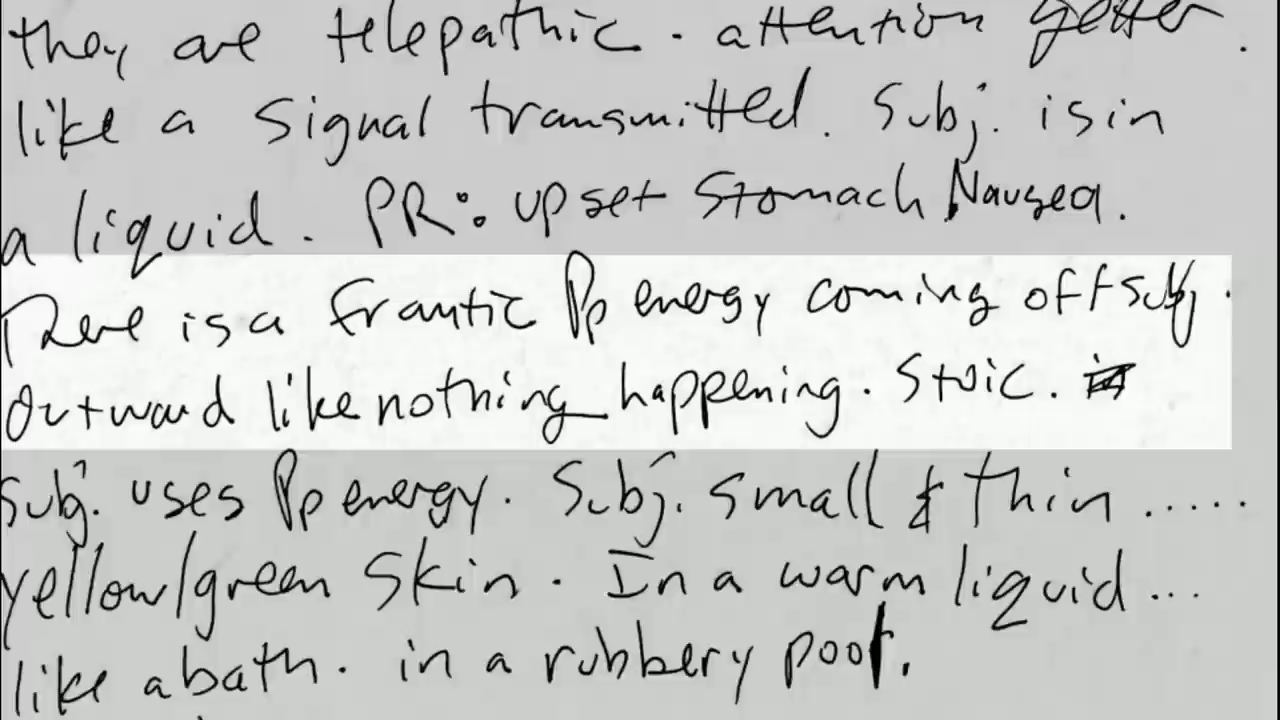 they are telepathic. attention getter.
like a signal transmitted. Subj. is in
a liquid. PR: upset stomach Nausea.
There is a frantic Pp energy coming off subj.
Outward like nothing happening. Stoic.
Subj. uses Pp energy. Subj. small & thin .....
yellow/green skin. In a warm liquid...
like a bath. in a rubbery pool.